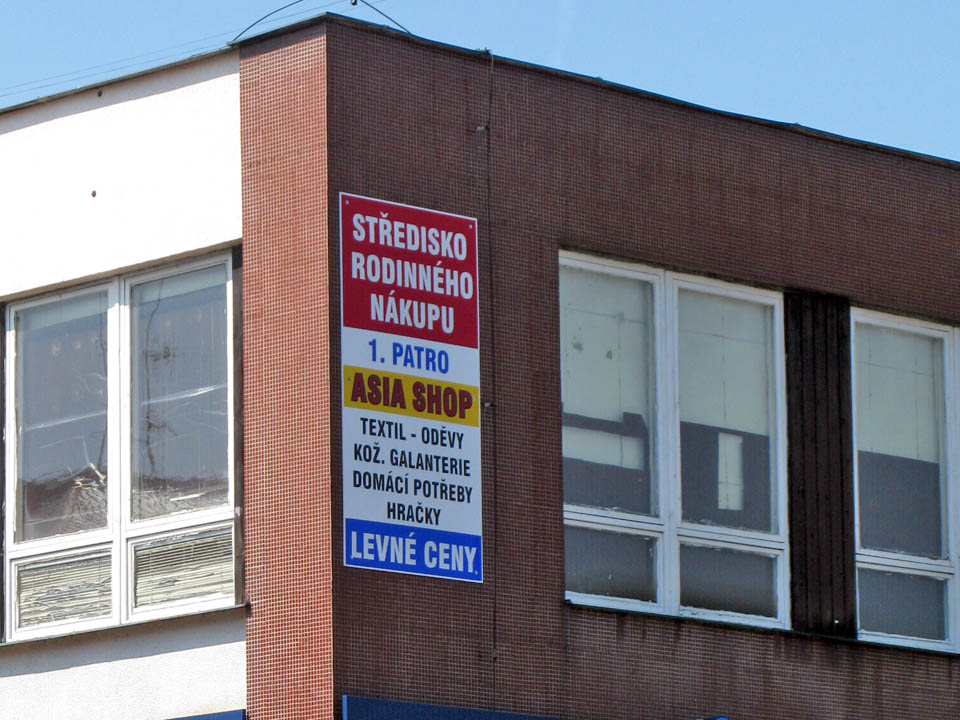 STŘEDISKO
RODINNÉHO
NÁKUPU
1. PATRO
ASIA SHOP
TEXTIL - ODĚVY
KOŽ. GALANTERIE
DOMÁCÍ POTŘEBY
HRAČKY
LEVNÉ CENY